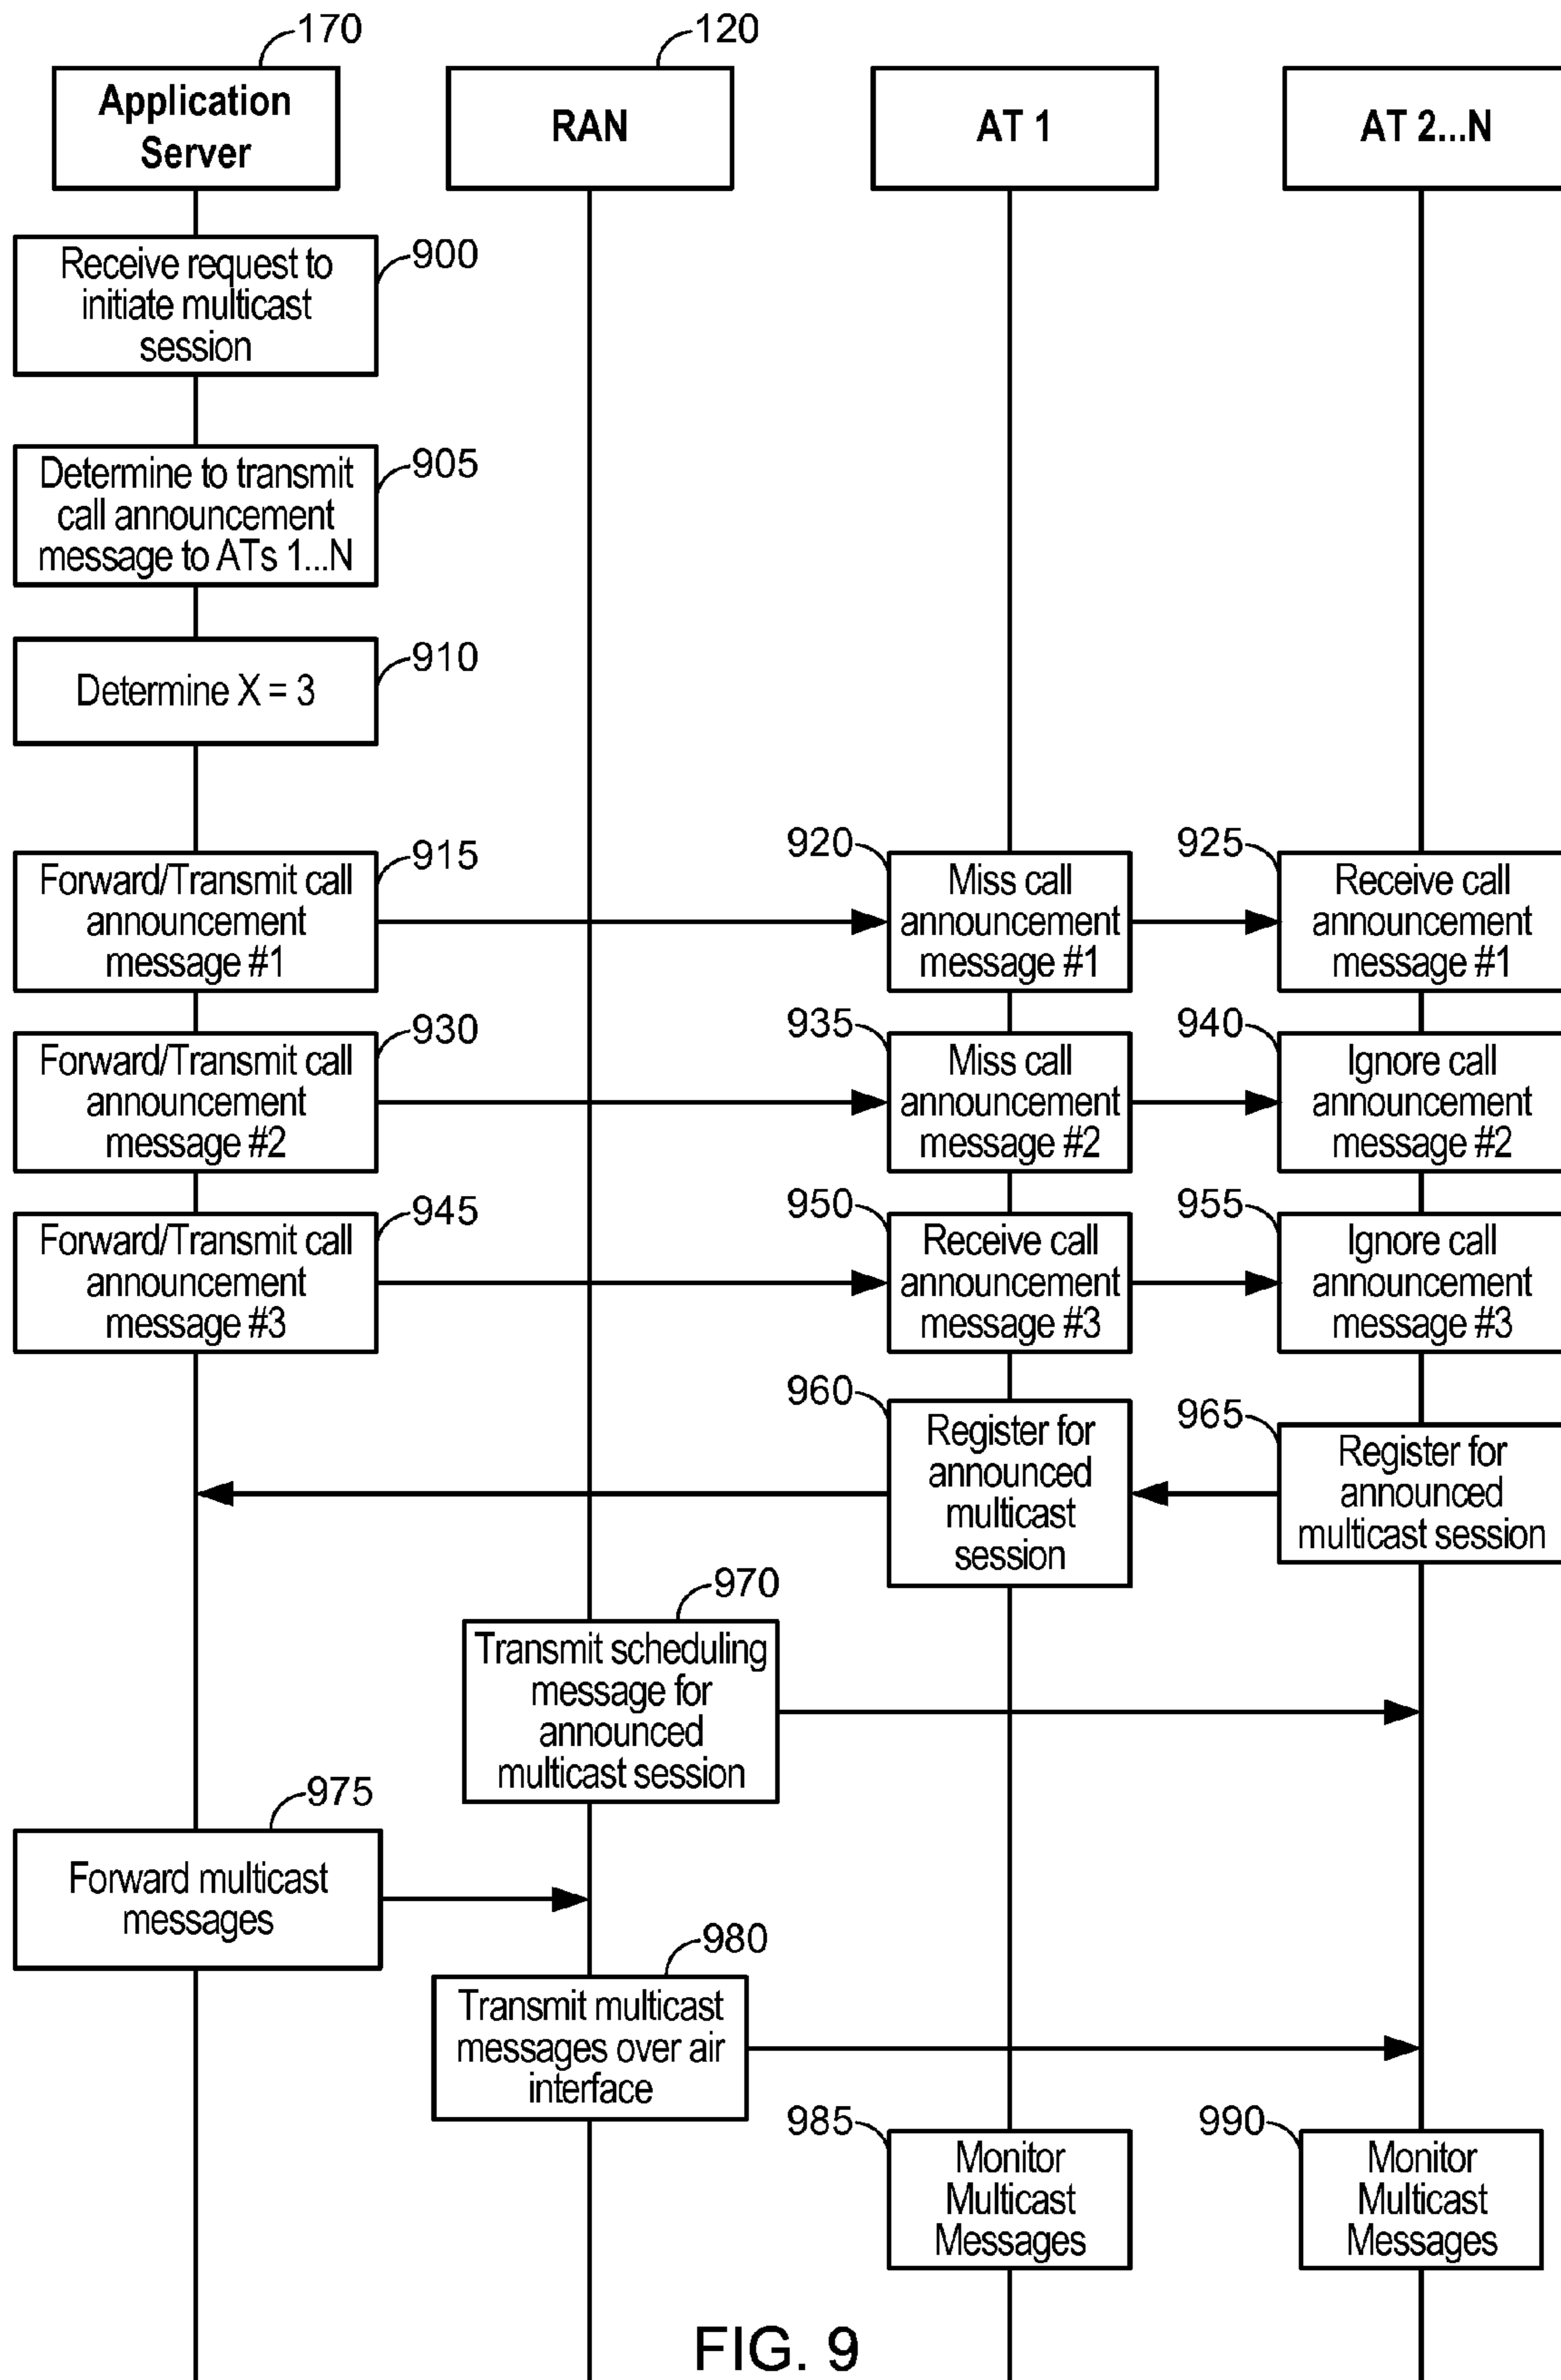 170
120
Application
Server
RAN
AT 1
AT 2...N
Receive request to
initiate multicast
session
900
Determine to transmit
call announcement
message to ATs 1...N
905
Determine X = 3
910
Forward/Transmit call
announcement
message #1
915
920
Miss call
announcement
message #1
925
Receive call
announcement
message #1
Forward/Transmit call
announcement
message #2
930
935
Miss call
announcement
message #2
940
Ignore call
announcement
message #2
Forward/Transmit call
announcement
message #3
945
950
Receive call
announcement
message #3
955
Ignore call
announcement
message #3
960
Register for
announced
multicast
session
965
Register for
announced
multicast session
970
Transmit scheduling
message for
announced
multicast session
975
Forward multicast
messages
980
Transmit multicast
messages over air
interface
985
Monitor
Multicast
Messages
990
Monitor
Multicast
Messages
FIG. 9